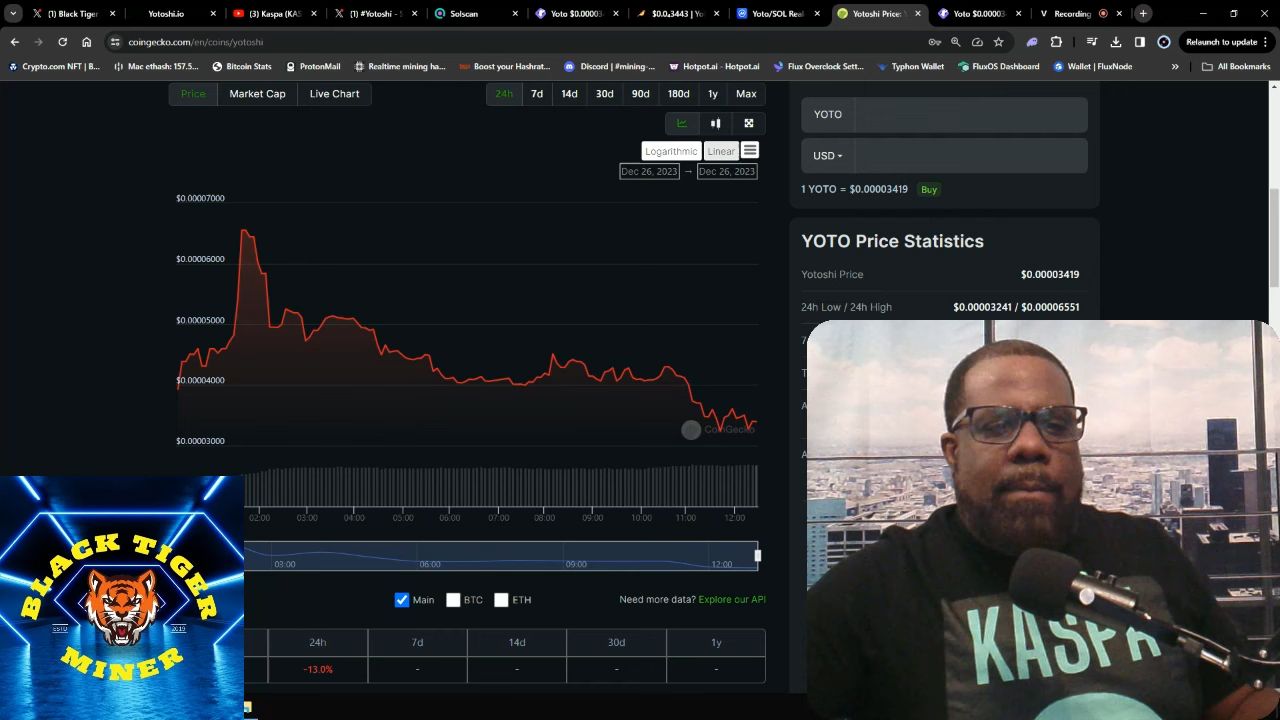 (1) Black Tiger
Yotoshi.io
(3) Kaspa (KAS
(1) #Yotoshi - S
Solscan
Yoto $0.00003
$0.0₄3443 | Yo
Yoto/SOL Real
Yotoshi Price:
Yoto $0.00003
Recording
coingecko.com/en/coins/yotoshi
Relaunch to update
Crypto.com NFT | B...
Mac ethash: 157.5...
Bitcoin Stats
ProtonMail
Realtime mining ha...
Boost your Hashrat...
Discord | #mining-...
Hotpot.ai - Hotpot.ai
Flux Overclock Sett...
Typhon Wallet
FluxOS Dashboard
Wallet | FluxNode
All Bookmarks
Price Market Cap Live Chart
24h 7d 14d 30d 90d 180d 1y Max
Logarithmic Linear
Dec 26, 2023 → Dec 26, 2023
$0.00007000
$0.00006000
$0.00005000
$0.00004000
$0.00003000
CoinGecko
02:00 03:00 04:00 05:00 06:00 07:00 08:00 09:00 10:00 11:00 12:00
03:00 06:00 09:00 12:00
Main BTC ETH
Need more data? Explore our API
24h 7d 14d 30d 1y
-13.0% - - - -
YOTO
USD
1 YOTO = $0.00003419 Buy
YOTO Price Statistics
Yotoshi Price $0.00003419
24h Low / 24h High $0.00003241 / $0.00006551
BLACK TIGER
ESTD 2019
MINER
KASPA